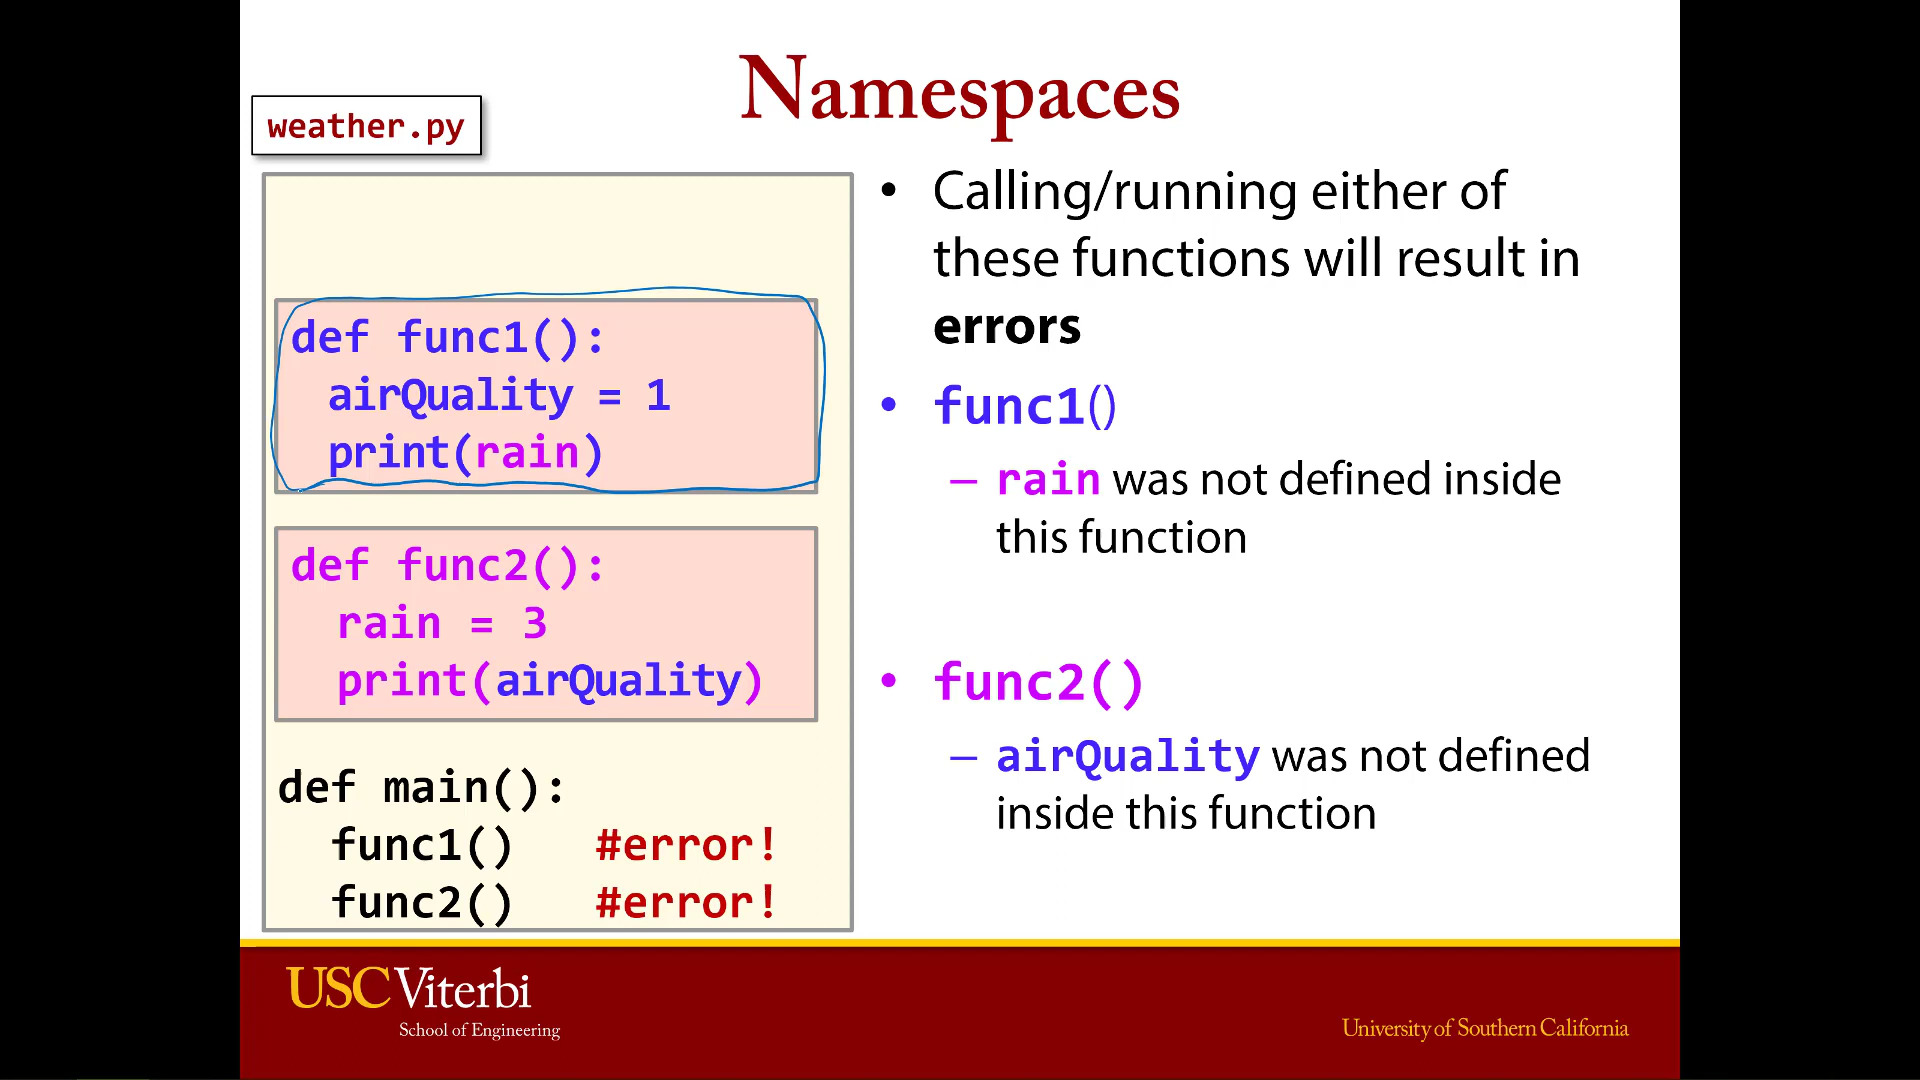 Namespaces
weather.py
def func1():
airQuality = 1
print(rain)
def func2():
rain = 3
print(airQuality)
def main():
func1() #error!
func2() #error!
• Calling/running either of
these functions will result in
errors
• func1()
– rain was not defined inside
this function
• func2()
– airQuality was not defined
inside this function
USC Viterbi
School of Engineering
University of Southern California